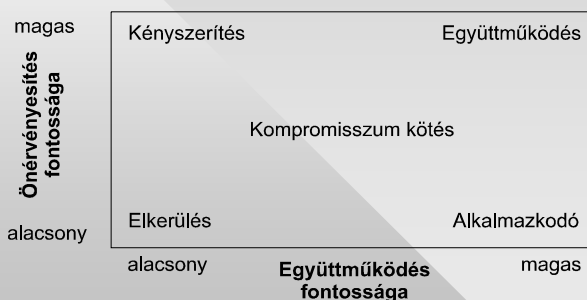 magas
Kényszerítés
Együttműködés
Önérvényesítés
fontossága
Kompromisszum kötés
Elkerülés
Alkalmazkodó
alacsony
alacsony
Együttműködés
fontossága
magas